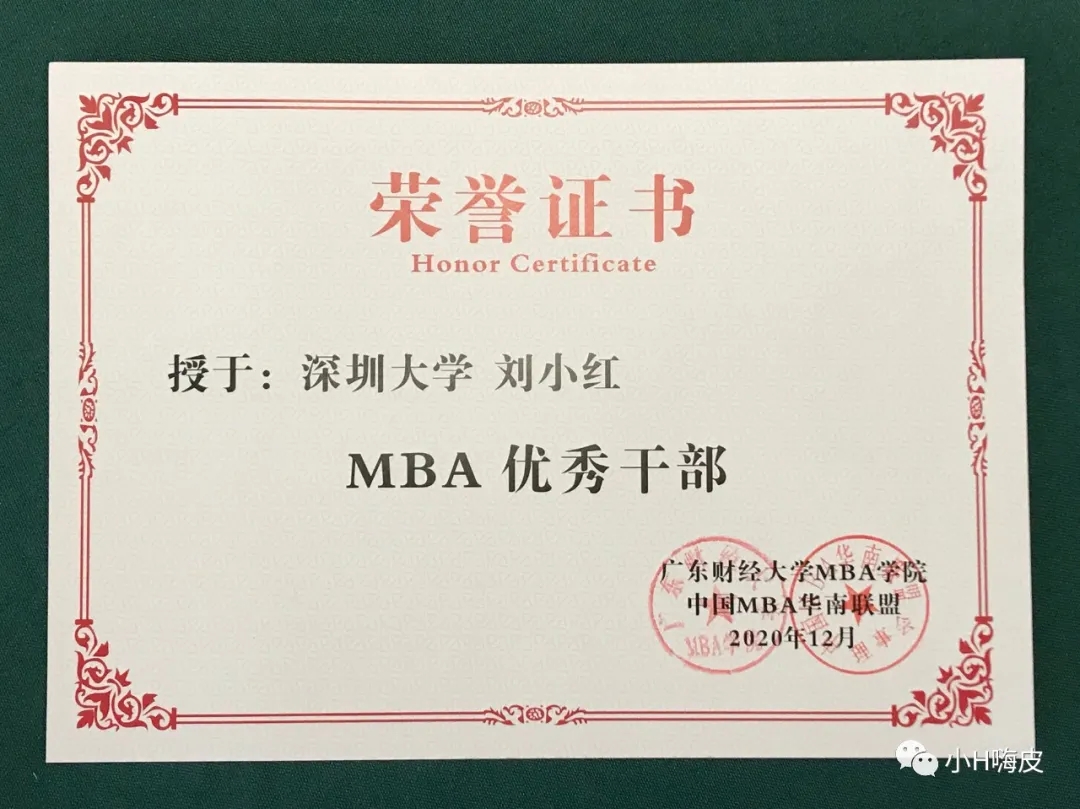 荣誉证书
Honor Certificate
授于：深圳大学 刘小红
MBA 优秀干部
广东财经大学MBA学院
中国MBA华南联盟
2020年12月
小H嗨皮